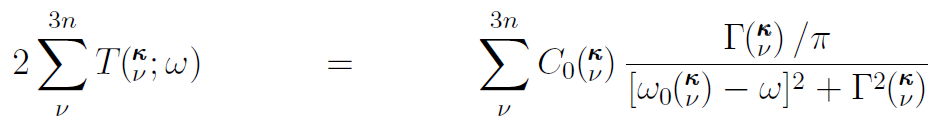 2 \sum_{\nu}^{3n} T(^{\boldsymbol{\kappa}}_{\nu}; \omega) = \sum_{\nu}^{3n} C_0(^{\boldsymbol{\kappa}}_{\nu}) \frac{\Gamma(^{\boldsymbol{\kappa}}_{\nu}) / \pi}{[\omega_0(^{\boldsymbol{\kappa}}_{\nu}) - \omega]^2 + \Gamma^2(^{\boldsymbol{\kappa}}_{\nu})}